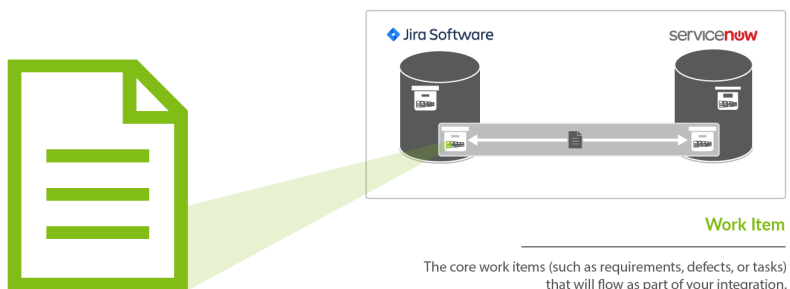 Jira Software
servicenow
Work Item
The core work items (such as requirements, defects, or tasks)
that will flow as part of your integration.